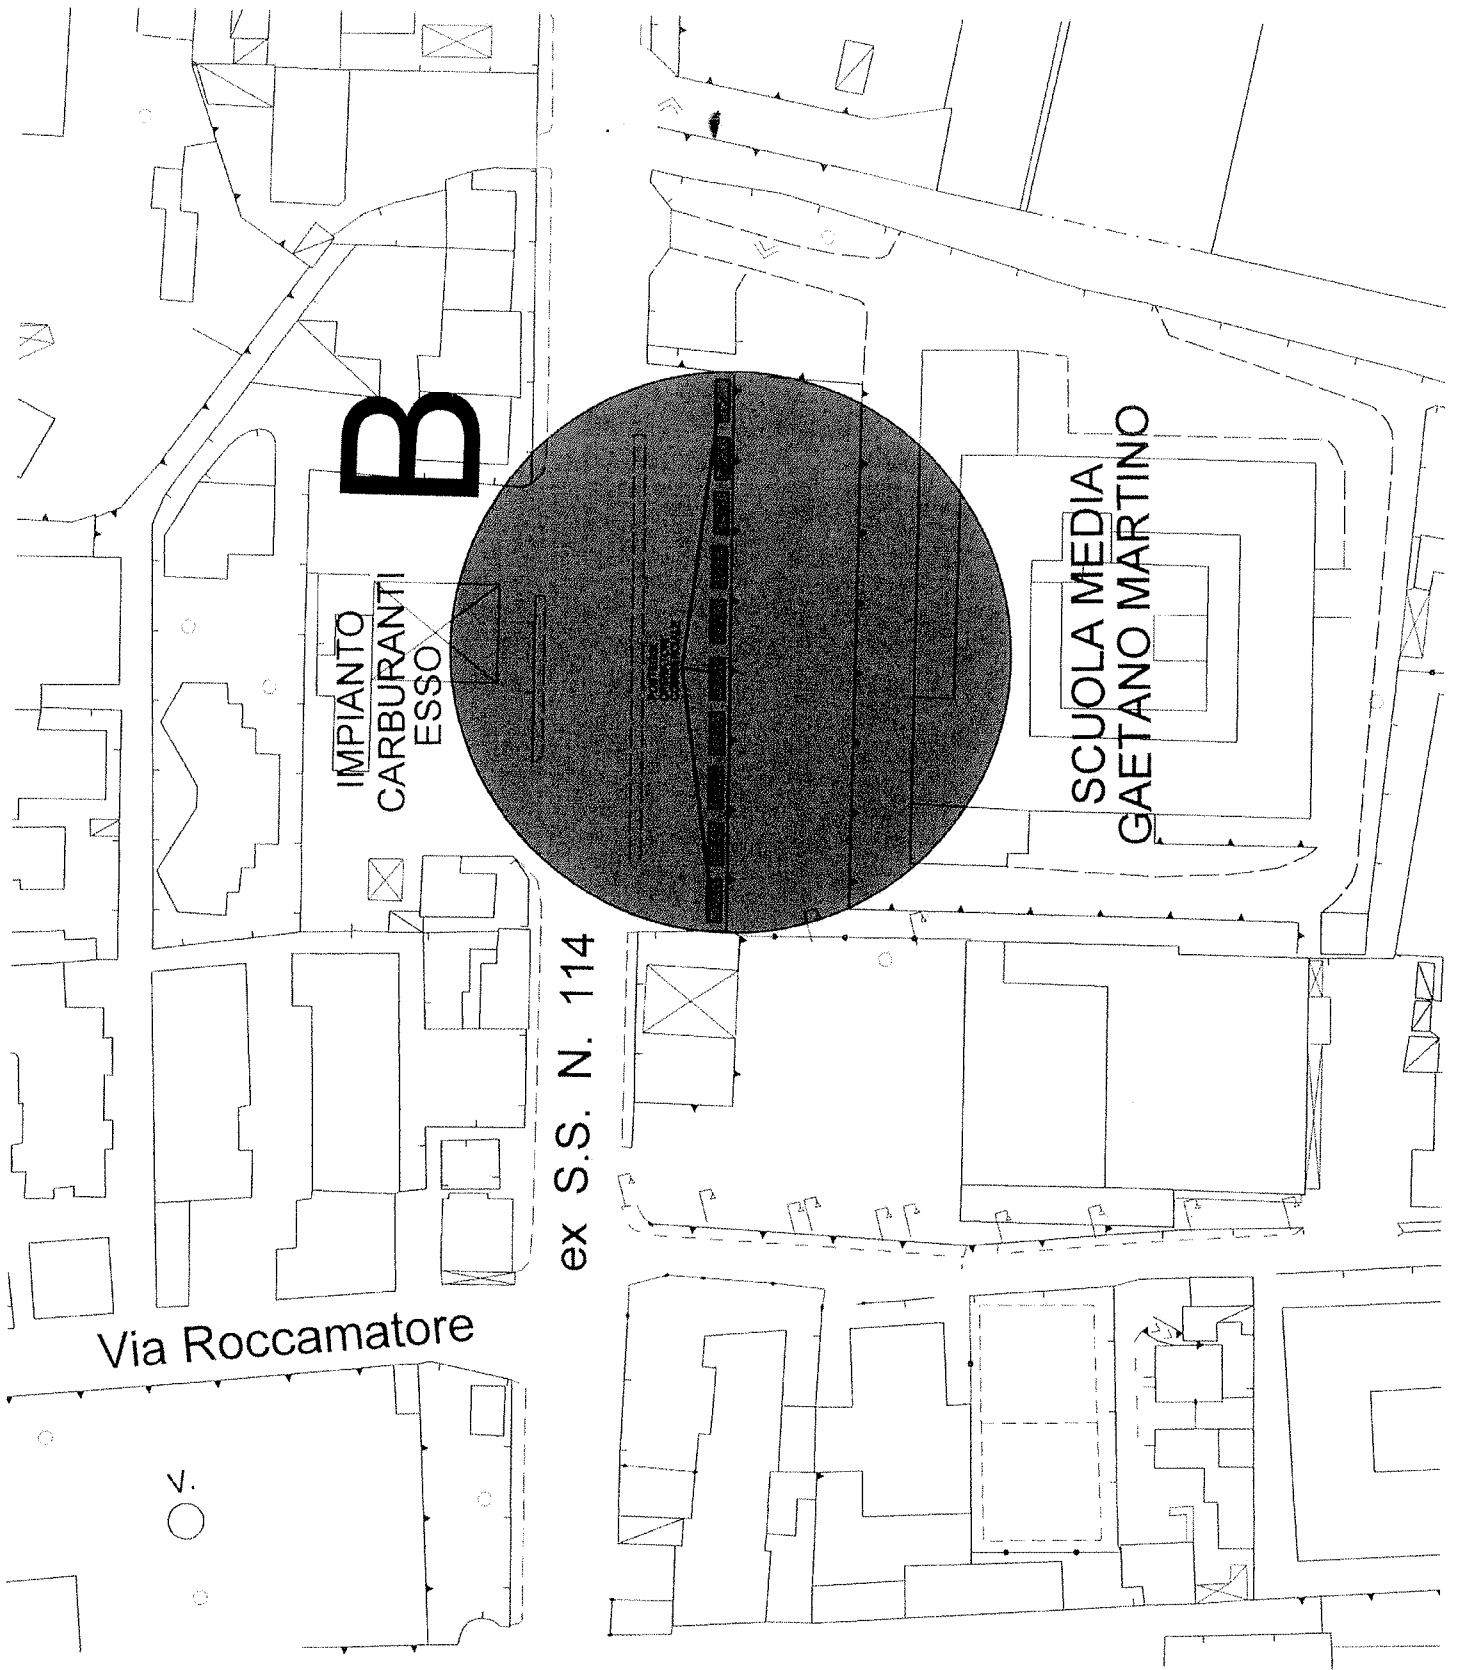 B
IMPIANTO
CARBURANTI
ESSO
SCUOLA MEDIA
GAETANO MARTINO
ex S.S. N. 114
Via Roccamatore
V.